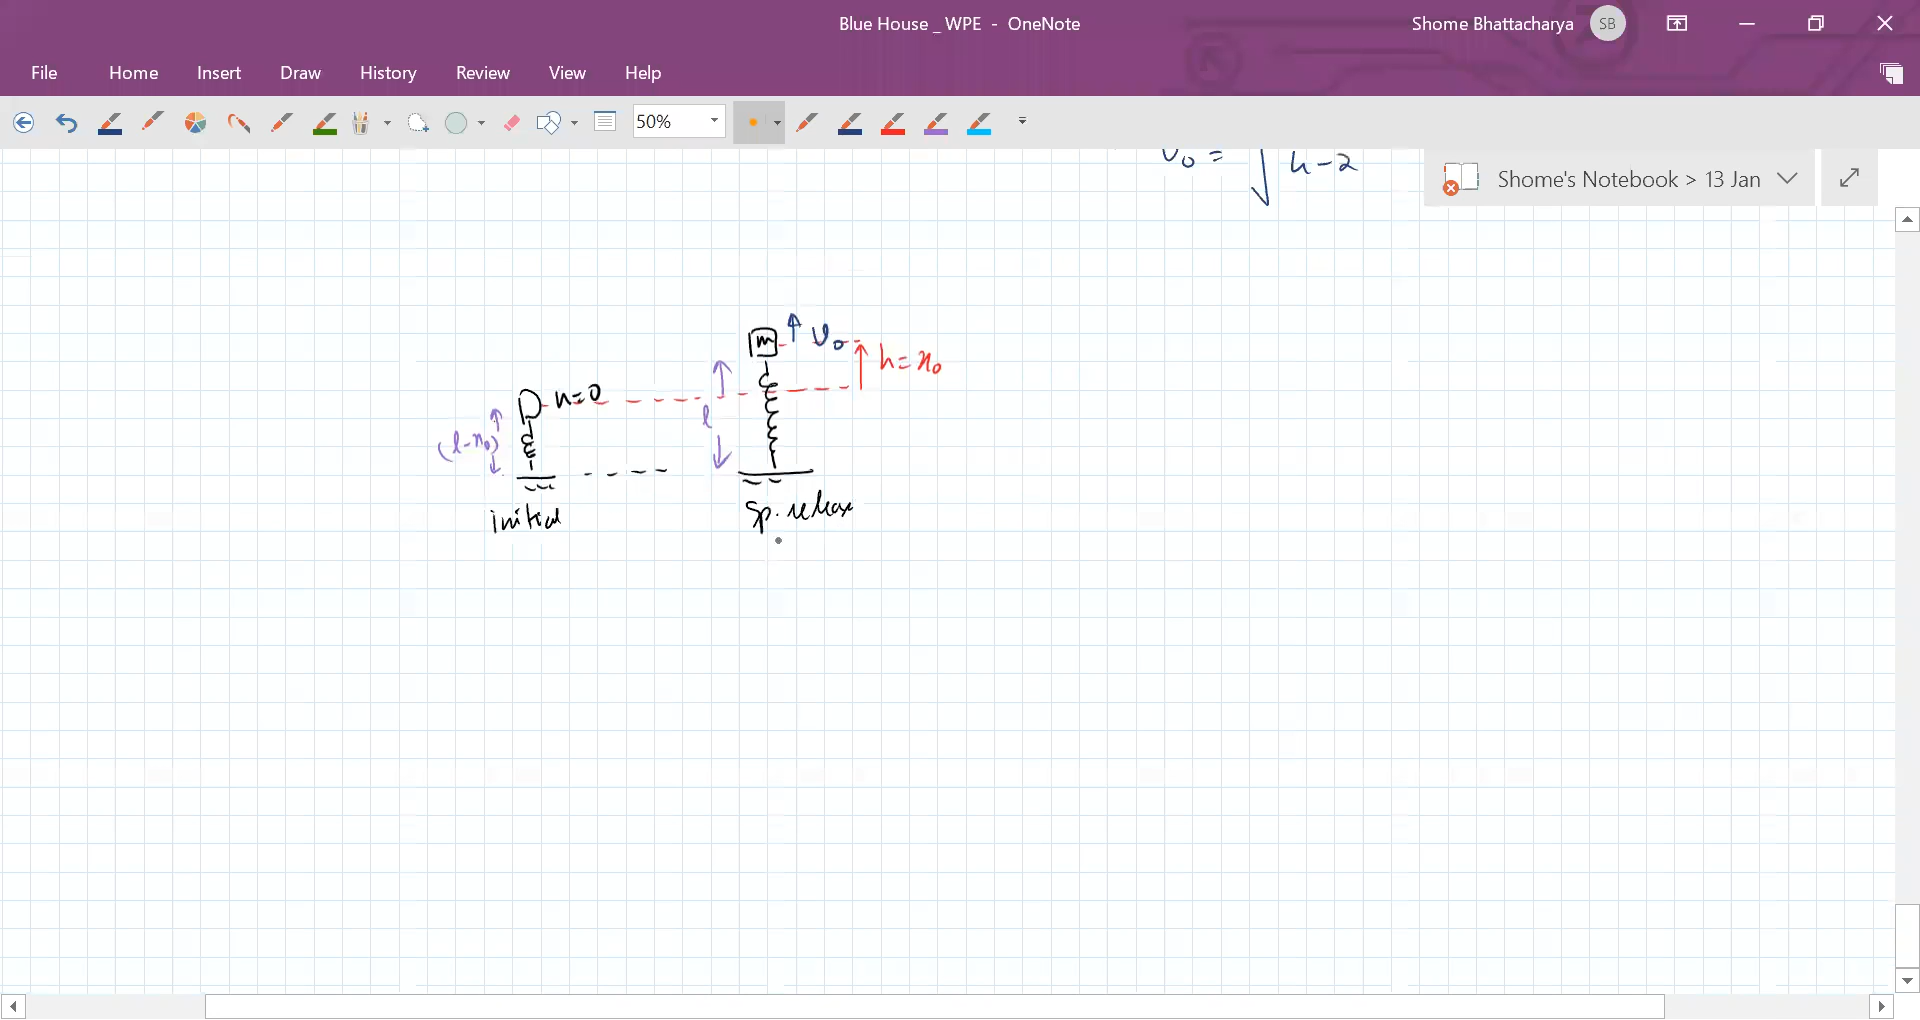 Blue House _ WPE - OneNote
Shome Bhattacharya
SB
File Home Insert Draw History Review View Help
50%
Shome's Notebook > 13 Jan
v₀ = √ h-2
m
v₀
h = x₀
h=0
(l-x₀)
l
initial
sp. release